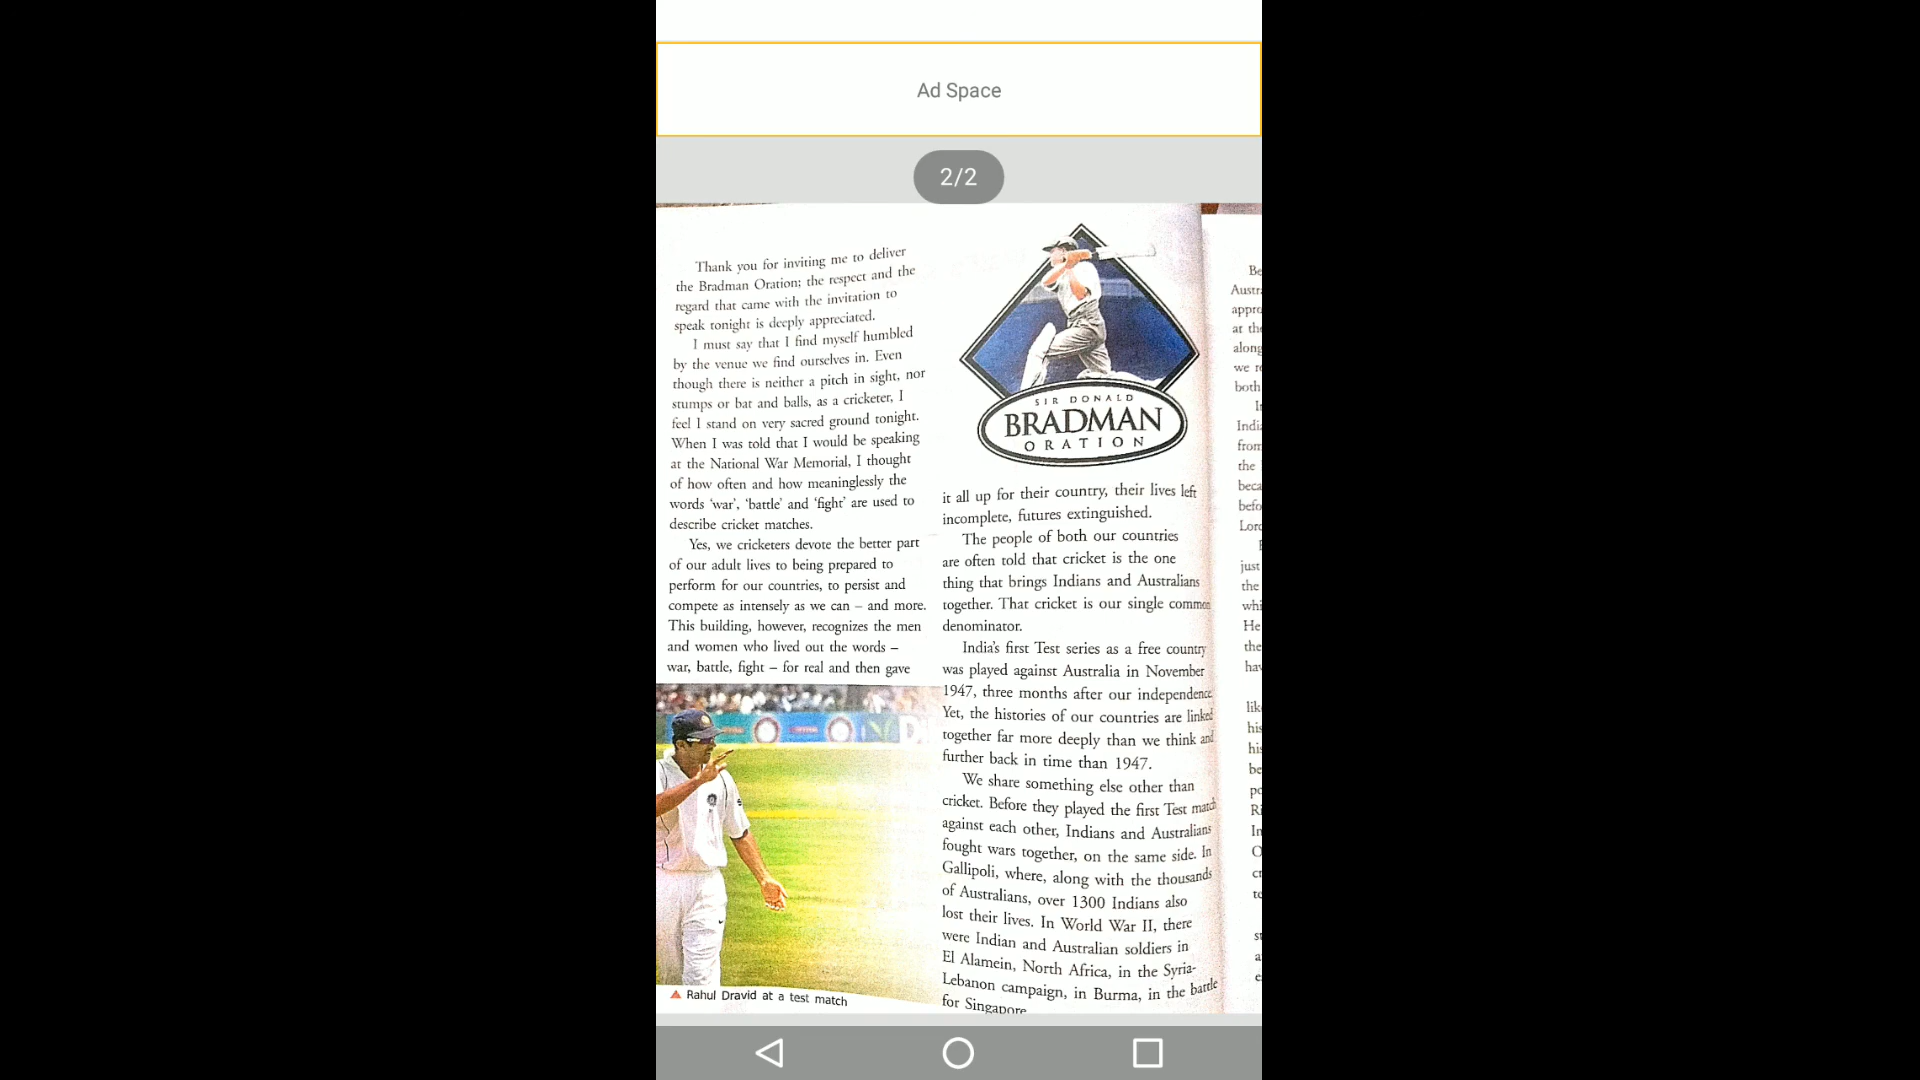 Ad Space
2/2
Thank you for inviting me to deliver
the Bradman Oration; the respect and the
regard that came with the invitation to
speak tonight is deeply appreciated.
I must say that I find myself humbled
by the venue we find ourselves in. Even
though there is neither a pitch in sight, nor
stumps or bat and balls, as a cricketer, I
feel I stand on very sacred ground tonight.
When I was told that I would be speaking
at the National War Memorial, I thought
of how often and how meaninglessly the
words ‘war’, ‘battle’ and ‘fight’ are used to
describe cricket matches.
Yes, we cricketers devote the better part
of our adult lives to being prepared to
perform for our countries, to persist and
compete as intensely as we can – and more.
This building, however, recognizes the men
and women who lived out the words –
war, battle, fight – for real and then gave
Rahul Dravid at a test match
SIR DONALD
BRADMAN
ORATION
it all up for their country, their lives left
incomplete, futures extinguished.
The people of both our countries
are often told that cricket is the one
thing that brings Indians and Australians
together. That cricket is our single common
denominator.
India's first Test series as a free country
was played against Australia in November
1947, three months after our independence.
Yet, the histories of our countries are linked
together far more deeply than we think and
further back in time than 1947.
We share something else other than
cricket. Before they played the first Test match
against each other, Indians and Australians
fought wars together, on the same side. In
Gallipoli, where, along with the thousands
of Australians, over 1300 Indians also
lost their lives. In World War II, there
were Indian and Australian soldiers in
El Alamein, North Africa, in the Syria-
Lebanon campaign, in Burma, in the battle
for Singapore
at the
along
both
the
just
the
He
the
his
his